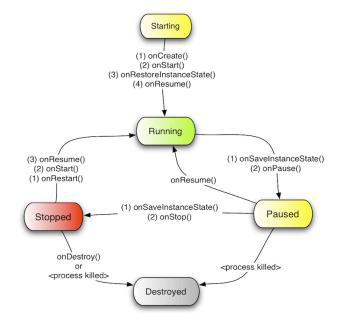 Starting
(1) onCreate()
(2) onStart()
(3) onRestoreInstanceState()
(4) onResume()
Running
(3) onResume()
(2) onStart()
(1) onRestart()
(1) onSaveInstanceState()
(2) onPause()
onResume()
Stopped
(1) onSaveInstanceState()
(2) onStop()
Paused
onDestroy()
or
<process killed>
<process killed>
Destroyed